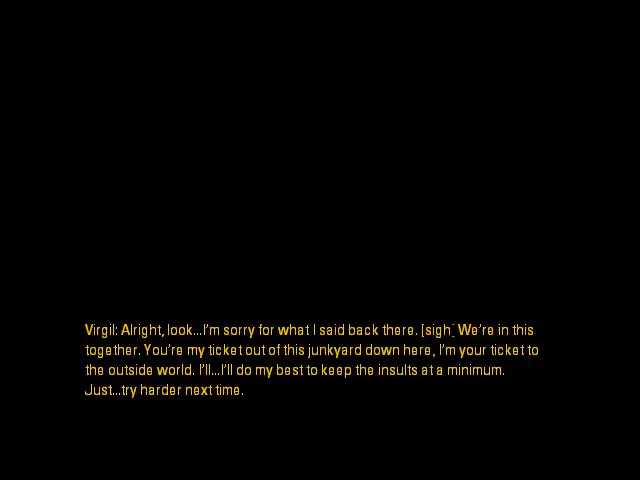 Virgil: Alright, look...I'm sorry for what I said back there. [sigh] We're in this
together. You're my ticket out of this junkyard down here, I'm your ticket to
the outside world. I'll...I'll do my best to keep the insults at a minimum.
Just...try harder next time.